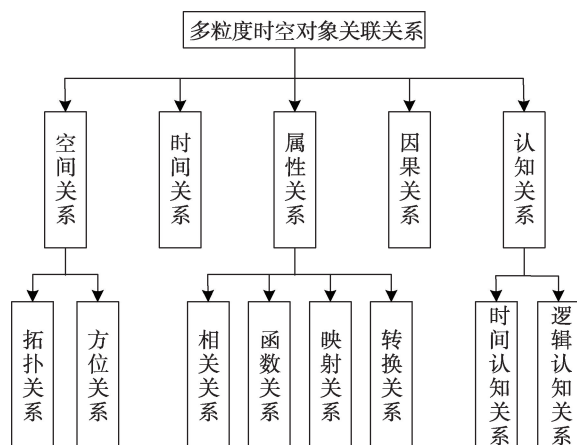 多粒度时空对象关联关系
空间关系
时间关系
属性关系
因果关系
认知关系
拓扑关系
方位关系
相关关系
函数关系
映射关系
转换关系
时间认知关系
逻辑认知关系